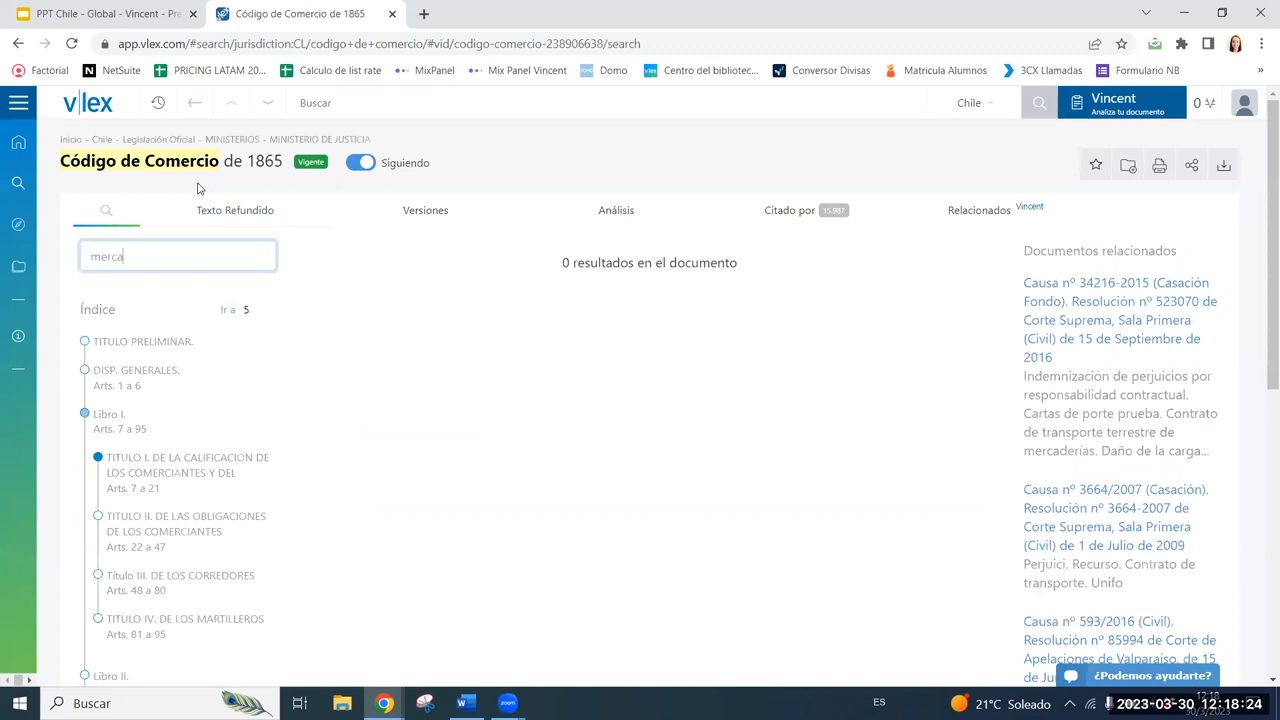 PPT Chile - Global - Vincent - Pre
Código de Comercio de 1865
app.vlex.com/#search/jurisdiction:CL/codigo+de+comercio/#vid/codigo-comercio-238906638/search
Factorial
NetSuite
PRICING LATAM 20...
Calculo de list rate
MixPanel
Mix Panel Vincent
Domo
Centro del bibliotec...
Conversor Divisas
Matricula Alumnos
3CX Llamadas
Formulario NB
»
vlex
Buscar
Chile
Vincent
Analiza tu documento
0
Inicio - Chile - Legislación Oficial - MINISTERIOS - MINISTERIO DE JUSTICIA
Código de Comercio de 1865
Vigente
Siguiendo
Texto Refundido
Versiones
Análisis
Citado por 15.987
Relacionados Vincent
merca
0 resultados en el documento
Índice
Ir a 5
TITULO PRELIMINAR.
DISP. GENERALES.
Arts. 1 a 6
Libro I.
Arts. 7 a 95
TITULO I. DE LA CALIFICACION DE
LOS COMERCIANTES Y DEL
Arts. 7 a 21
TITULO II. DE LAS OBLIGACIONES
DE LOS COMERCIANTES
Arts. 22 a 47
Título III. DE LOS CORREDORES
Arts. 48 a 80
TITULO IV. DE LOS MARTILLEROS
Arts. 81 a 95
Libro II.
Documentos relacionados
Causa nº 34216-2015 (Casación
Fondo). Resolución nº 523070 de
Corte Suprema, Sala Primera
(Civil) de 15 de Septiembre de
2016
Indemnización de perjuicios por
responsabilidad contractual.
Cartas de porte prueba. Contrato
de transporte terrestre de
mercaderías. Daño de la carga...
Causa nº 3664/2007 (Casación).
Resolución nº 3664-2007 de
Corte Suprema, Sala Primera
(Civil) de 1 de Julio de 2009
Perjuici. Recurso. Contrato de
transporte. Unifo
Causa nº 593/2016 (Civil).
Resolución nº 85994 de Corte de
Apelaciones de Valparaíso, de 15
de Ju
¿Podemos ayudarte?
Buscar
zoom
ES
21°C Soleado
12:18
30/3/2023
2023-03-30 12:18:24